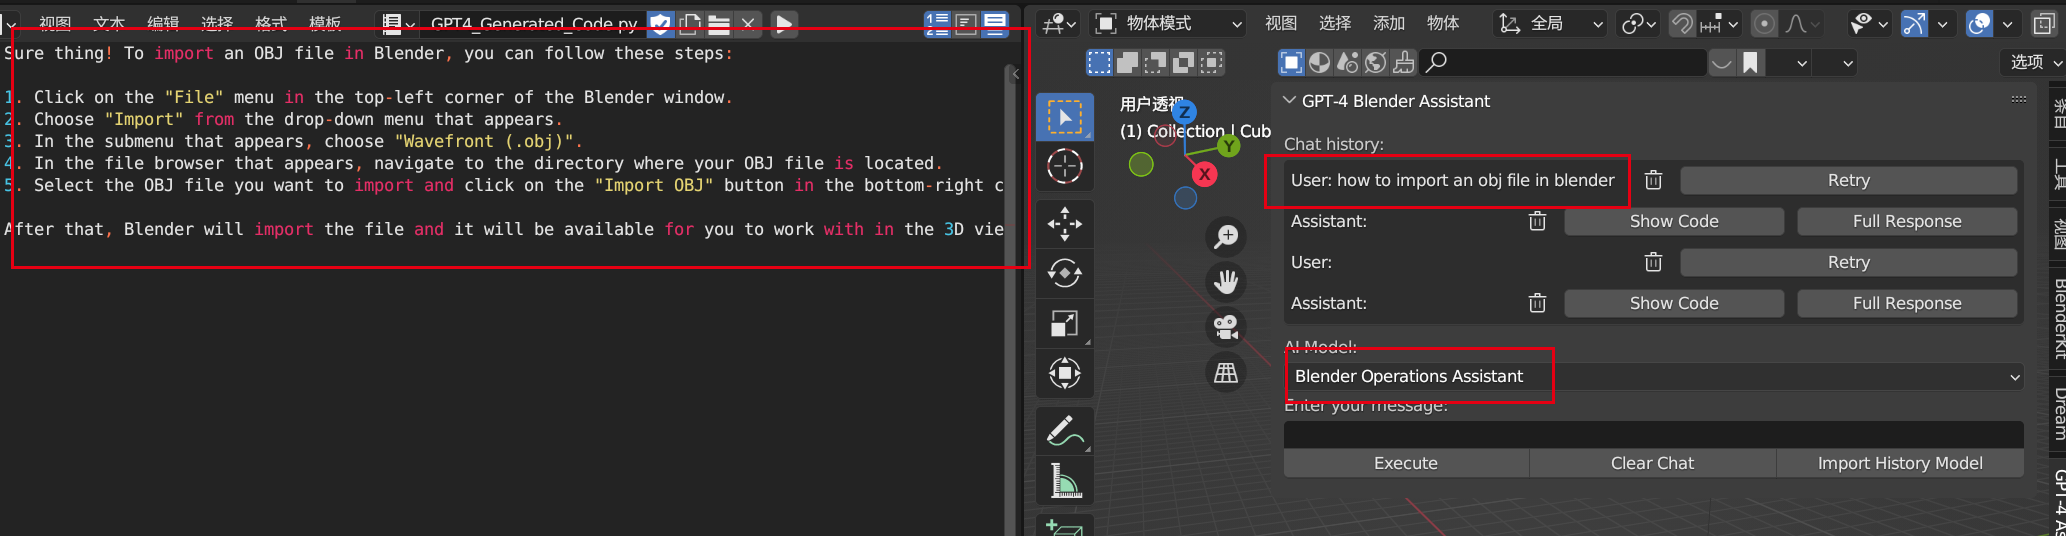 视图 文本 编辑 选择 格式 模板 GPT4_Generated_Code.py
Sure thing! To import an OBJ file in Blender, you can follow these steps:
1. Click on the "File" menu in the top-left corner of the Blender window.
2. Choose "Import" from the drop-down menu that appears.
3. In the submenu that appears, choose "Wavefront (.obj)".
4. In the file browser that appears, navigate to the directory where your OBJ file is located.
5. Select the OBJ file you want to import and click on the "Import OBJ" button in the bottom-right c
After that, Blender will import the file and it will be available for you to work with in the 3D vie
物体模式 视图 选择 添加 物体 全局
选项
用户透视
(1) Collection | Cub
Z
Y
X
GPT-4 Blender Assistant
Chat history:
User: how to import an obj file in blender Retry
Assistant: Show Code Full Response
User: Retry
Assistant: Show Code Full Response
AI Model:
Blender Operations Assistant
Enter your message:
Execute Clear Chat Import History Model
条目
工具
视图
BlenderKit
Dream
GPT-4 As